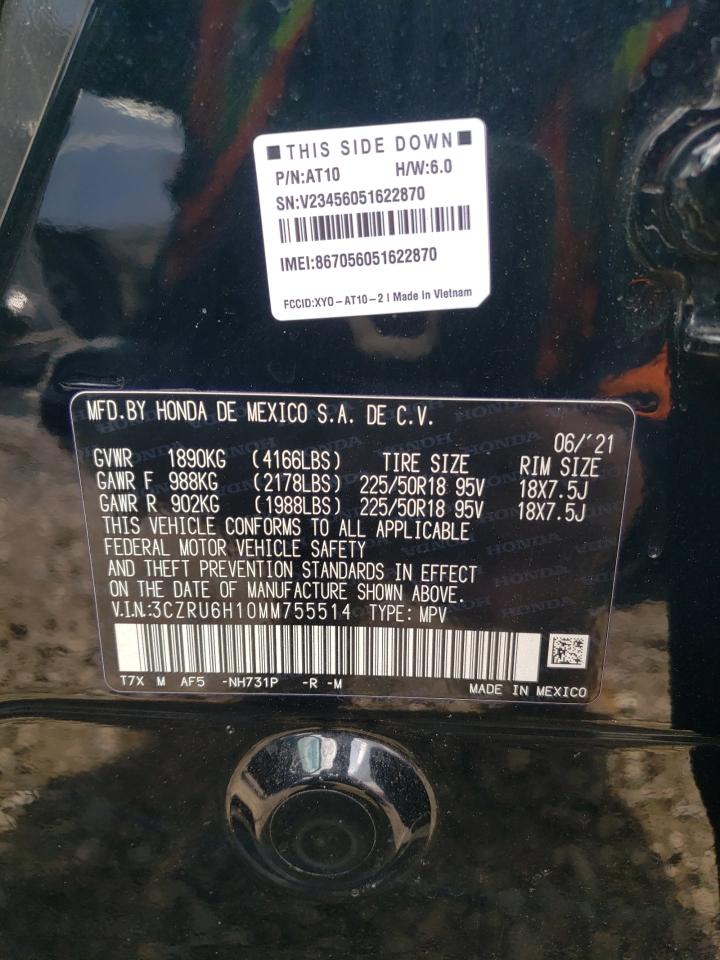 THIS SIDE DOWN
P/N:AT10 H/W:6.0
SN:V23456051622870
IMEI:867056051622870
FCCID:XYO-AT10-2 | Made in Vietnam
MFD.BY HONDA DE MEXICO S.A. DE C.V.
06/'21
GVWR 1890KG (4166LBS) TIRE SIZE RIM SIZE
GAWR F 988KG (2178LBS) 225/50R18 95V 18X7.5J
GAWR R 902KG (1988LBS) 225/50R18 95V 18X7.5J
THIS VEHICLE CONFORMS TO ALL APPLICABLE
FEDERAL MOTOR VEHICLE SAFETY
AND THEFT PREVENTION STANDARDS IN EFFECT
ON THE DATE OF MANUFACTURE SHOWN ABOVE.
V.I.N.:3CZRU6H10MM755514 TYPE: MPV
T7X M AF5 -NH731P -R -M
MADE IN MEXICO